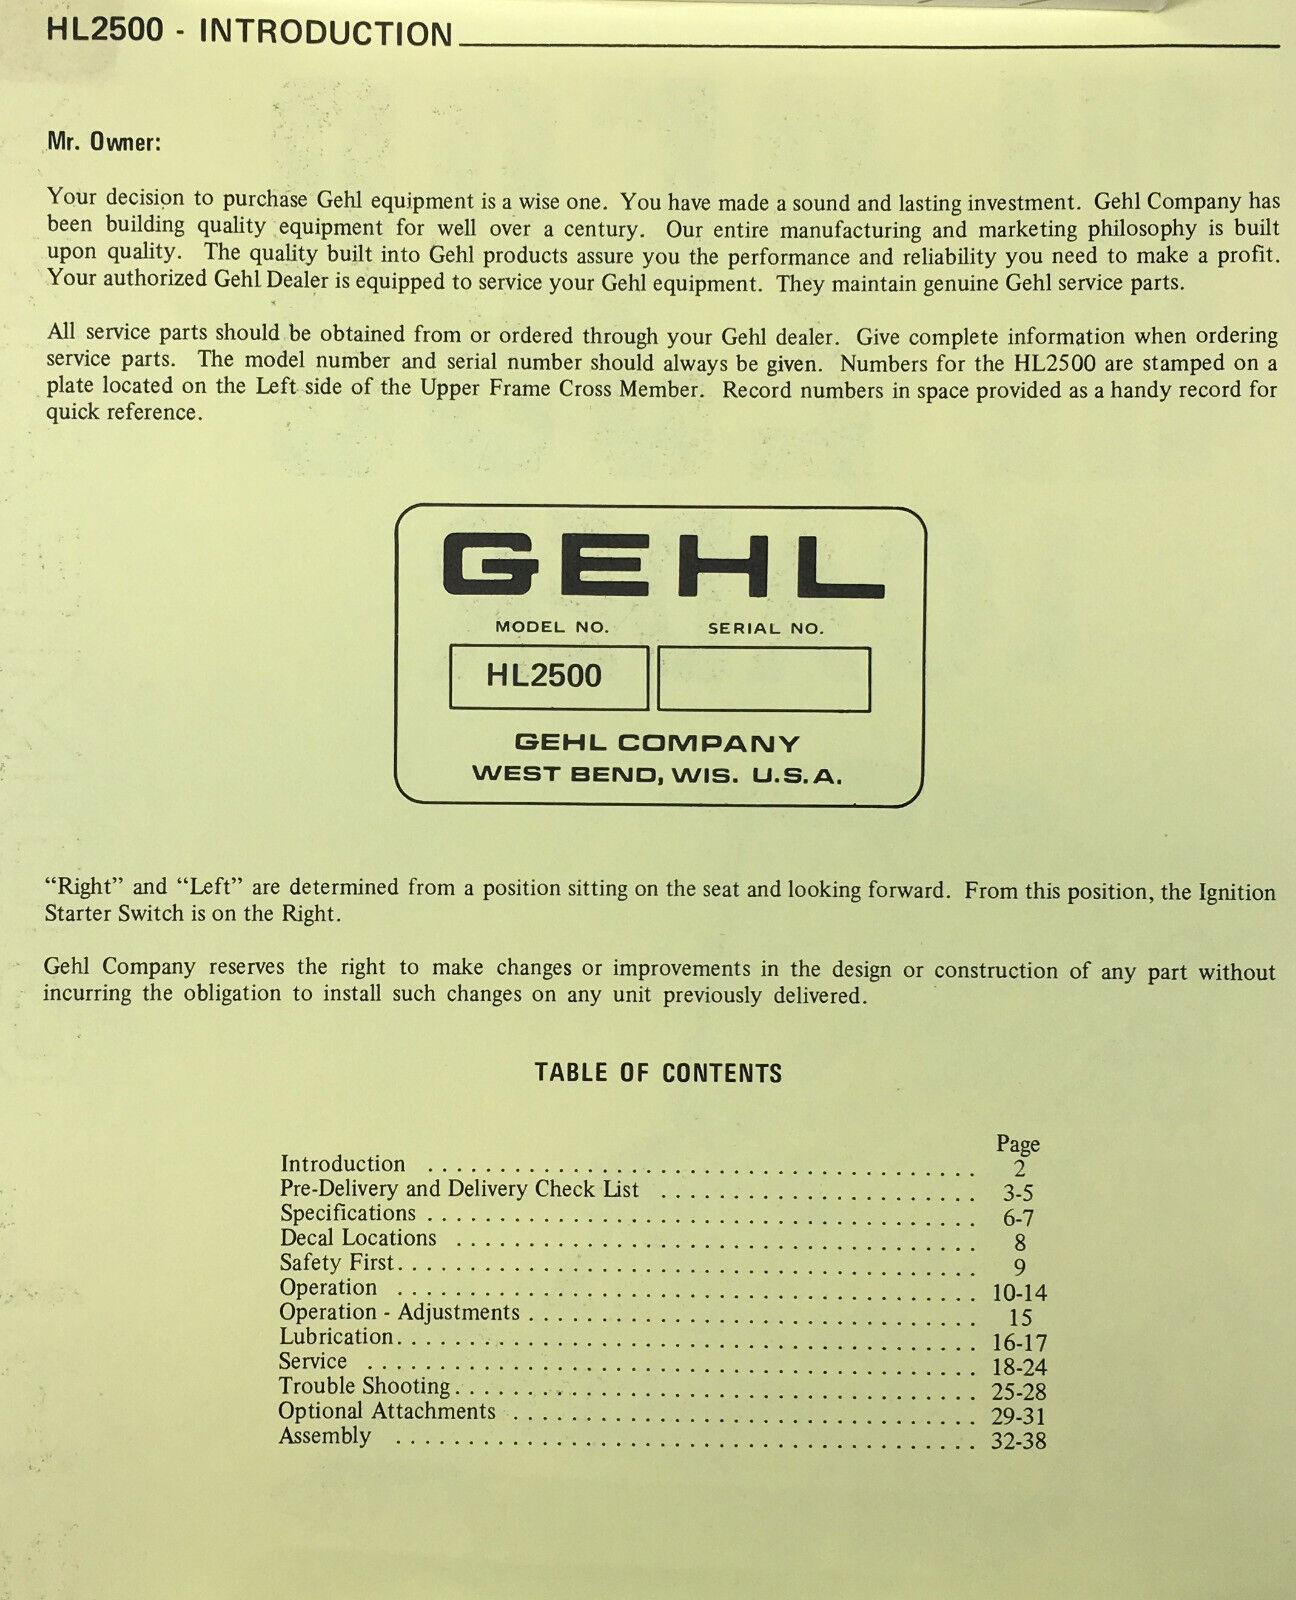 HL2500 - INTRODUCTION
Mr. Owner:
Your decision to purchase Gehl equipment is a wise one. You have made a sound and lasting investment. Gehl Company has
been building quality equipment for well over a century. Our entire manufacturing and marketing philosophy is built
upon quality. The quality built into Gehl products assure you the performance and reliability you need to make a profit.
Your authorized Gehl Dealer is equipped to service your Gehl equipment. They maintain genuine Gehl service parts.
All service parts should be obtained from or ordered through your Gehl dealer. Give complete information when ordering
service parts. The model number and serial number should always be given. Numbers for the HL2500 are stamped on a
plate located on the Left side of the Upper Frame Cross Member. Record numbers in space provided as a handy record for
quick reference.
GEHL
MODEL NO. SERIAL NO.
HL2500
GEHL COMPANY
WEST BEND, WIS. U.S.A.
“Right” and “Left” are determined from a position sitting on the seat and looking forward. From this position, the Ignition
Starter Switch is on the Right.
Gehl Company reserves the right to make changes or improvements in the design or construction of any part without
incurring the obligation to install such changes on any unit previously delivered.
TABLE OF CONTENTS
Page
Introduction . . . . . . . . . . . . . . . . . . . . 2
Pre-Delivery and Delivery Check List . . . . . . . . . . . . . . . . . . . . 3-5
Specifications . . . . . . . . . . . . . . . . . . . . 6-7
Decal Locations . . . . . . . . . . . . . . . . . . . . 8
Safety First. . . . . . . . . . . . . . . . . . . . 9
Operation . . . . . . . . . . . . . . . . . . . . 10-14
Operation - Adjustments . . . . . . . . . . . . . . . . . . . . 15
Lubrication. . . . . . . . . . . . . . . . . . . . 16-17
Service . . . . . . . . . . . . . . . . . . . . 18-24
Trouble Shooting. . . . . . . . . . . . . . . . . . . . 25-28
Optional Attachments . . . . . . . . . . . . . . . . . . . . 29-31
Assembly . . . . . . . . . . . . . . . . . . . . 32-38